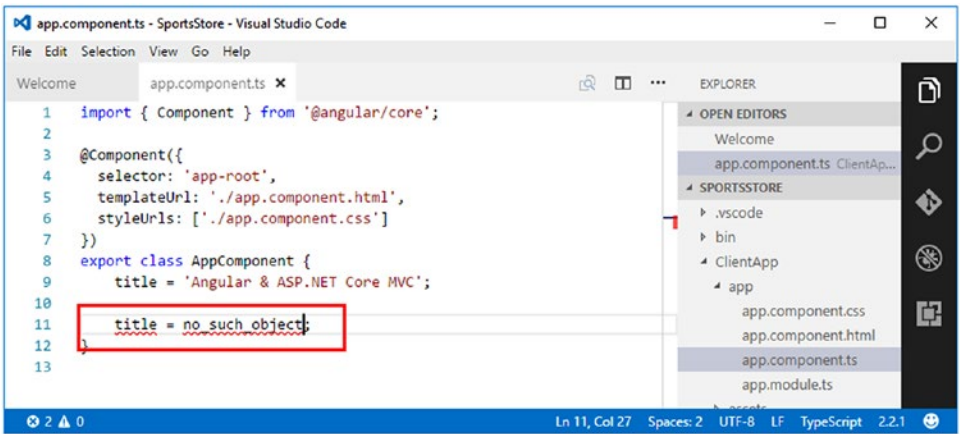 app.component.ts - SportsStore - Visual Studio Code
File Edit Selection View Go Help
Welcome app.component.ts ×
1 import { Component } from '@angular/core';
2
3 @Component({
4 selector: 'app-root',
5 templateUrl: './app.component.html',
6 styleUrls: ['./app.component.css']
7 })
8 export class AppComponent {
9 title = 'Angular & ASP.NET Core MVC';
10
11 title = no_such_object;
12 }
13
EXPLORER
OPEN EDITORS
Welcome
app.component.ts ClientAp...
SPORTSSTORE
.vscode
bin
ClientApp
app
app.component.css
app.component.html
app.component.ts
app.module.ts
2 0 Ln 11, Col 27 Spaces: 2 UTF-8 LF TypeScript 2.2.1